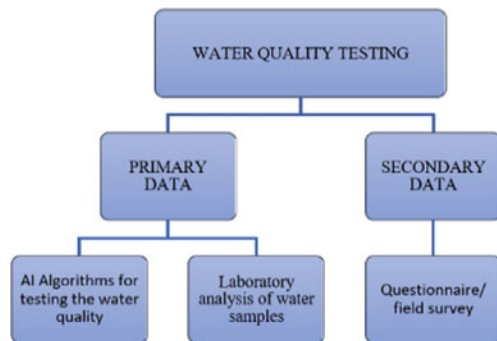 WATER QUALITY TESTING
PRIMARY
DATA
SECONDARY
DATA
AI Algorithms for
testing the water
quality
Laboratory
analysis of water
samples
Questionnaire/
field survey